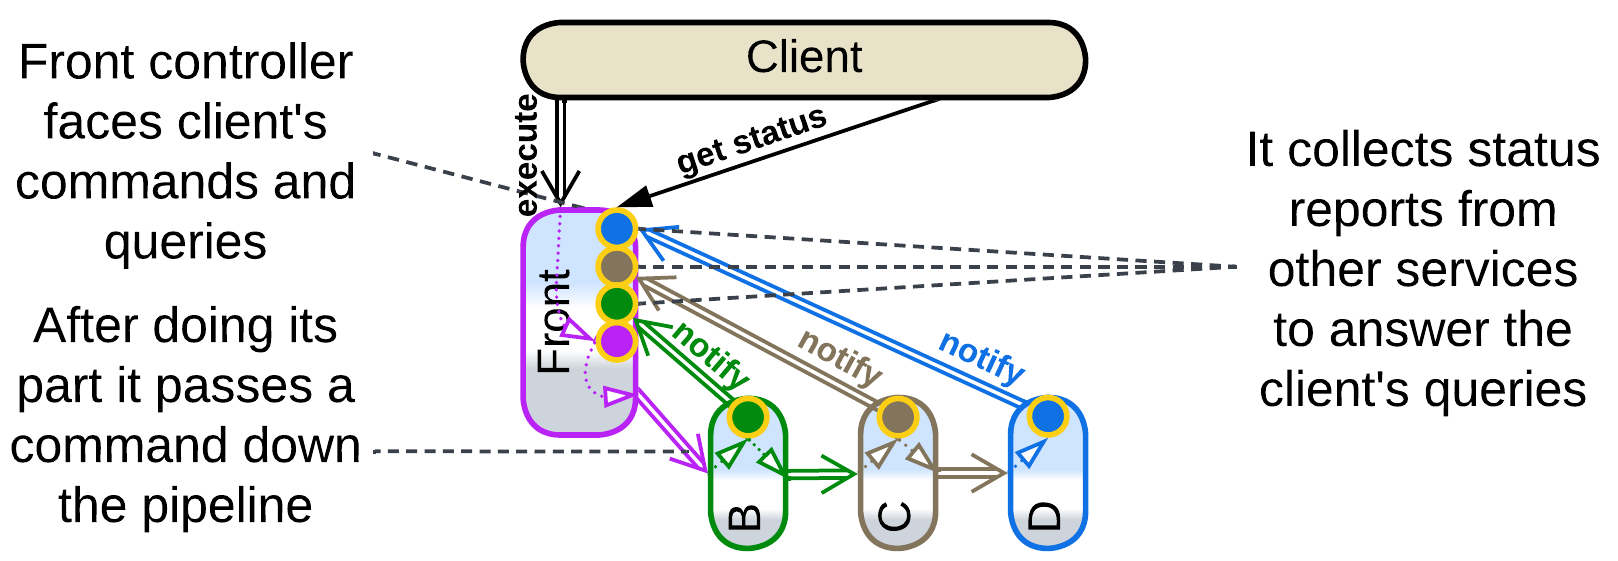 Client
Front controller
faces client's
commands and
queries
execute
get status
It collects status
reports from
other services
to answer the
client's queries
After doing its
part it passes a
command down
the pipeline
Front
notify
notify
notify
B
C
D